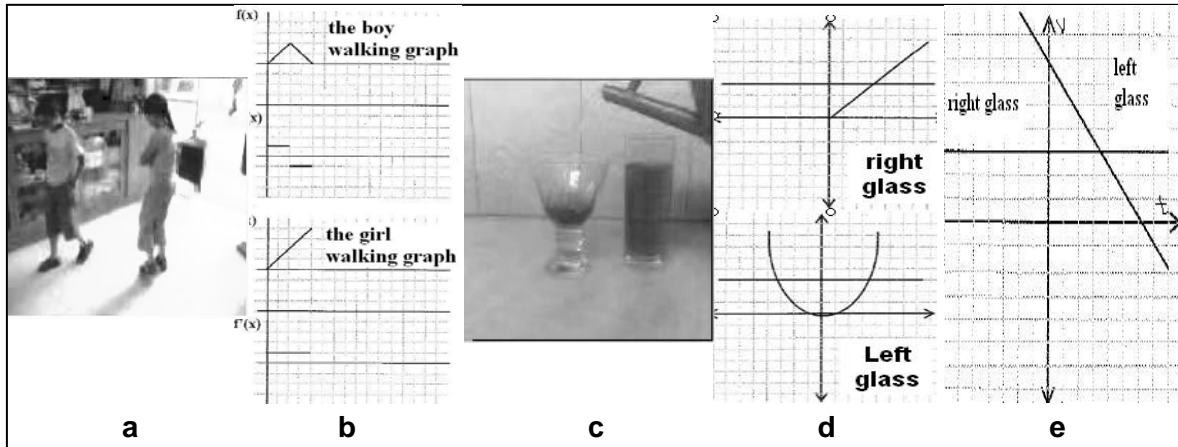 f(x)
the boy
walking graph
x)
the girl
walking graph
f'(x)
right
glass
Left
glass
y
left
glass
right glass
a
b
c
d
e